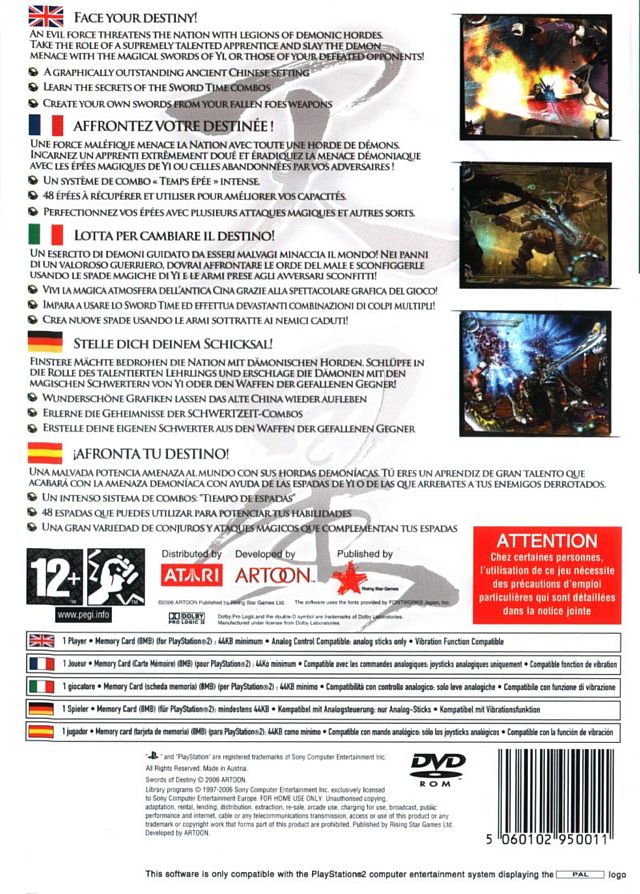 FACE YOUR DESTINY!
AN EVIL FORCE THREATENS THE NATION WITH LEGIONS OF DEMONIC HORDES.
TAKE THE ROLE OF A SUPREMELY TALENTED APPRENTICE AND SLAY THE DEMON
MENACE WITH THE MAGICAL SWORDS OF YI, OR THOSE OF YOUR DEFEATED OPPONENTS!
A GRAPHICALLY OUTSTANDING ANCIENT CHINESE SETTING
LEARN THE SECRETS OF THE SWORD TIME COMBOS
CREATE YOUR OWN SWORDS FROM YOUR FALLEN FOES WEAPONS
AFFRONTEZ VOTRE DESTINÉE !
UNE FORCE MALÉFIQUE MENACE LA NATION AVEC TOUTE UNE HORDE DE DÉMONS.
INCARNEZ UN APPRENTI EXTRÊMEMENT DOUÉ ET ÉRADIQUEZ LA MENACE DÉMONIAQUE
AVEC LES ÉPÉES MAGIQUES DE YI OU CELLES ABANDONNÉES PAR VOS ADVERSAIRES !
UN SYSTÈME DE COMBO « TEMPS ÉPÉE » INTENSE.
48 ÉPÉES À RÉCUPÉRER ET UTILISER POUR AMÉLIORER VOS CAPACITÉS.
PERFECTIONNEZ VOS ÉPÉES AVEC PLUSIEURS ATTAQUES MAGIQUES ET AUTRES SORTS.
LOTTA PER CAMBIARE IL DESTINO!
UN ESERCITO DI DEMONI GUIDATO DA ESSERI MALVAGI MINACCIA IL MONDO! NEI PANNI
DI UN VALOROSO GUERRIERO, DOVRAI AFFRONTARE LE ORDE DEL MALE E SCONFIGGERLE
USANDO LE SPADE MAGICHE DI YI E LE ARMI PRESE AGLI AVVERSARI SCONFITTI!
VIVI LA MAGICA ATMOSFERA DELL'ANTICA CINA GRAZIE ALLA SPETTACOLARE GRAFICA DEL GIOCO!
IMPARA A USARE LO SWORD TIME ED EFFETTUA DEVASTANTI COMBINAZIONI DI COLPI MULTIPLI!
CREA NUOVE SPADE USANDO LE ARMI SOTTRATTE AI NEMICI CADUTI!
STELLE DICH DEINEM SCHICKSAL!
FINSTERE MÄCHTE BEDROHEN DIE NATION MIT DÄMONISCHEN HORDEN. SCHLÜPFE IN
DIE ROLLE DES TALENTIERTEN LEHRLINGS UND ERSCHLAGE DIE DÄMONEN MIT DEN
MAGISCHEN SCHWERTERN VON YI ODER DEN WAFFEN DER GEFALLENEN GEGNER!
WUNDERSCHÖNE GRAFIKEN LASSEN DAS ALTE CHINA WIEDER AUFLEBEN
ERLERNE DIE GEHEIMNISSE DER SCHWERTZEIT-COMBOS
ERSTELLE DEINE EIGENEN SCHWERTER AUS DEN WAFFEN DER GEFALLENEN GEGNER
¡AFRONTA TU DESTINO!
UNA MALVADA POTENCIA AMENAZA AL MUNDO CON SUS HORDAS DEMONÍACAS. TÚ ERES UN APRENDIZ DE GRAN TALENTO QUE
ACABARÁ CON LA AMENAZA DEMONÍACA CON AYUDA DE LAS ESPADAS DE YI O DE LAS QUE ARREBATES A TUS ENEMIGOS DERROTADOS.
UN INTENSO SISTEMA DE COMBOS: "TIEMPO DE ESPADAS"
48 ESPADAS QUE PUEDES UTILIZAR PARA POTENCIAR TUS HABILIDADES
UNA GRAN VARIEDAD DE CONJUROS Y ATAQUES MÁGICOS QUE COMPLEMENTAN TUS ESPADAS
12+
www.pegi.info
Distributed by Developed by Published by
ATARI ARTOON™ Rising Star Games
©2006 ARTOON Published by Rising Star Games Ltd. The software uses the fonts provided by FONTWORKS Japan, Inc.
DOLBY PRO LOGIC II
Dolby, Pro Logic and the double-D symbol are trademarks of Dolby Laboratories.
Manufactured under license from Dolby Laboratories.
ATTENTION
Chez certaines personnes,
l'utilisation de ce jeu nécessite
des précautions d'emploi
particulières qui sont détaillées
dans la notice jointe
1 Player • Memory Card (8MB) (for PlayStation®2) : 44KB minimum • Analog Control Compatible: analog sticks only • Vibration Function Compatible
1 Joueur • Memory Card (Carte Mémoire) (8MB) (pour PlayStation®2) : 44Ko minimum • Compatible avec les commandes analogiques: joysticks analogiques uniquement • Compatible fonction de vibration
1 giocatore • Memory Card (scheda memoria) (8MB) (per PlayStation®2) : 44KB minimo • Compatibilità con controllo analogico: solo leve analogiche • Compatibile con funzione di vibrazione
1 Spieler • Memory Card (8MB) (für PlayStation®2): mindestens 44KB • Kompatibel mit Analogsteuerung: nur Analog-Sticks • Kompatibel mit Vibrationsfunktion
1 jugador • Memory card (tarjeta de memoria) (8MB) (para PlayStation®2): 44KB como mínimo • Compatible con mando analógico: sólo los joysticks analógicos • Compatible con la función de vibración
" " and "PlayStation" are registered trademarks of Sony Computer Entertainment Inc.
All Rights Reserved. Made in Austria.
Swords of Destiny © 2006 ARTOON.
Library programs © 1997-2006 Sony Computer Entertainment Inc. exclusively licensed
to Sony Computer Entertainment Europe. FOR HOME USE ONLY. Unauthorised copying,
adaptation, rental, lending, distribution, extraction, re-sale, arcade use, charging for use, broadcast, public
performance and internet, cable or any telecommunications transmission, access or use of this product or any
trademark or copyright work that forms part of this product are prohibited. Published by Rising Star Games Ltd.
Developed by ARTOON.
DVD
ROM
5 060102 950011
This software is only compatible with the PlayStation®2 computer entertainment system displaying the PAL logo